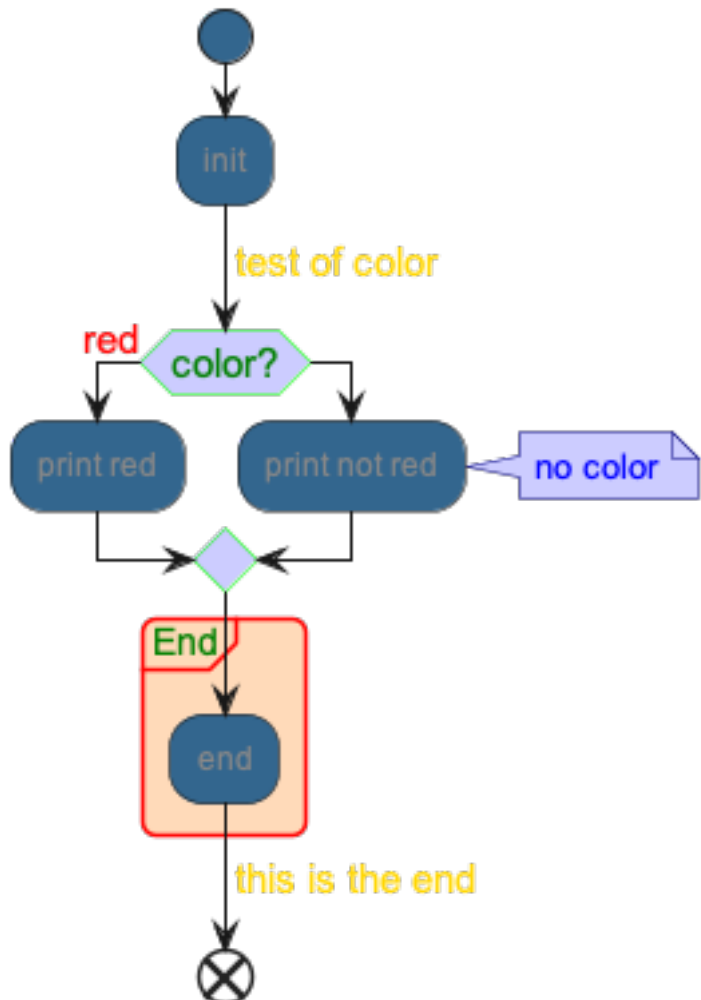 init
test of color
red
color?
print red
print not red
no color
End
end
this is the end